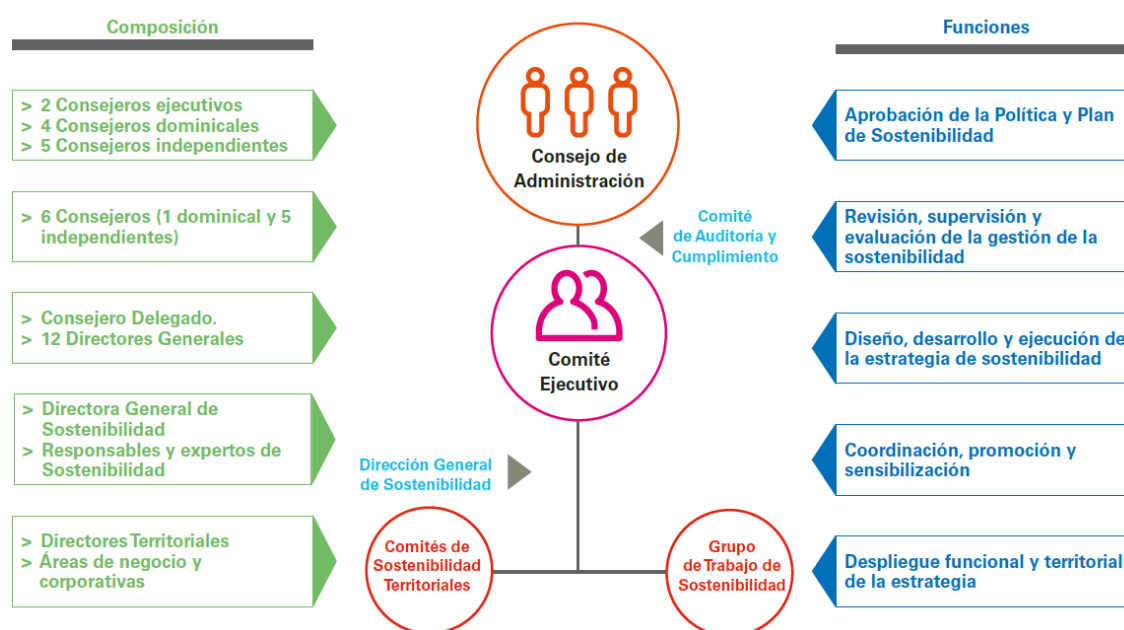 Composición
> 2 Consejeros ejecutivos
> 4 Consejeros dominicales
> 5 Consejeros independientes
> 6 Consejeros (1 dominical y 5
independientes)
> Consejero Delegado.
> 12 Directores Generales
> Directora General de
Sostenibilidad
> Responsables y expertos de
Sostenibilidad
> Directores Territoriales
> Áreas de negocio y
corporativas
Consejo de
Administración
Comité
de Auditoría y
Cumplimiento
Comité
Ejecutivo
Dirección General
de Sostenibilidad
Comités de
Sostenibilidad
Territoriales
Grupo
de Trabajo de
Sostenibilidad
Funciones
Aprobación de la Política y Plan
de Sostenibilidad
Revisión, supervisión y
evaluación de la gestión de la
sostenibilidad
Diseño, desarrollo y ejecución de
la estrategia de sostenibilidad
Coordinación, promoción y
sensibilización
Despliegue funcional y territorial
de la estrategia